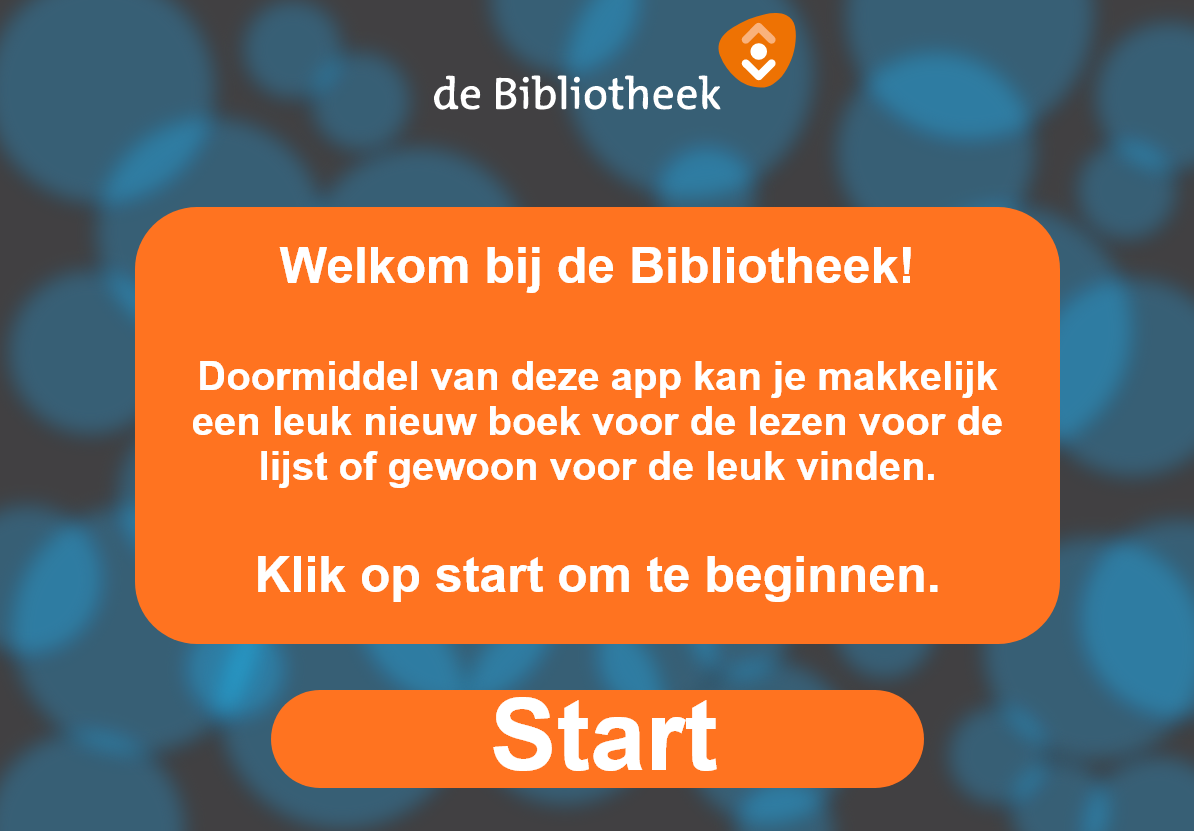 de Bibliotheek
Welkom bij de Bibliotheek!
Doormiddel van deze app kan je makkelijk
een leuk nieuw boek voor de lezen voor de
lijst of gewoon voor de leuk vinden.
Klik op start om te beginnen.
Start